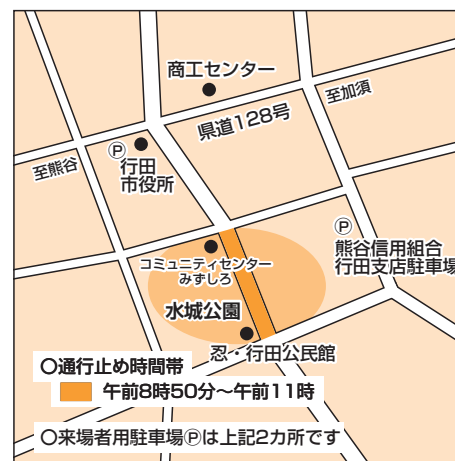 商工センター
至加須
県道128号
Ⓟ
行田
市役所
至熊谷
Ⓟ
熊谷信用組合
行田支店駐車場
コミュニティセンター
みずしろ
水城公園
忍・行田公民館
○通行止め時間帯
午前8時50分〜午前11時
○来場者用駐車場Ⓟは上記2カ所です